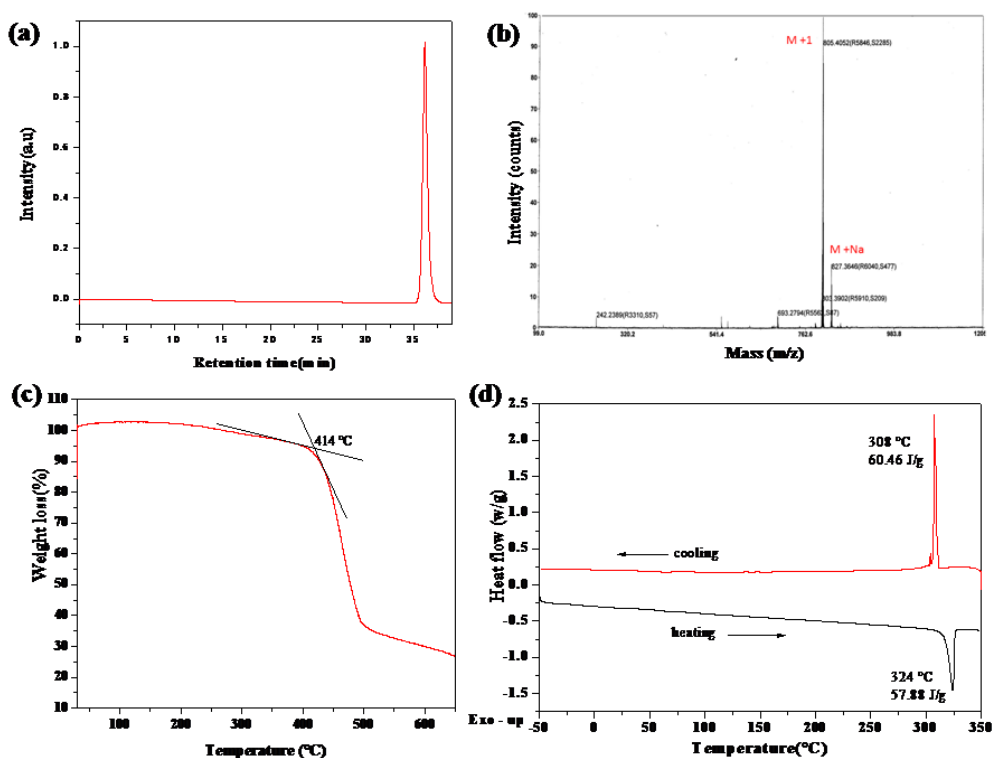 (a)
1.0
0.8
0.6
0.4
0.2
0.0
Intensity(a.u)
0 5 10 15 20 25 30 35
Retention time(min)
(b)
M +1
805.4052(R5846,S2285)
M +Na
827.3646(R6040,S477)
803.3902(R5910,S209)
242.2389(R3310,S57)
100
90
80
70
60
50
40
30
20
10
0
Intensity (counts)
99.0 320.2 541.4 762.6 983.8
Mass (m/z)
(c)
110
100
90
80
70
60
50
40
30
20
10
414 °C
Weight loss(%)
100 200 300 400 500 600
Temperature (°C)
(d)
2.5
2.0
1.5
1.0
0.5
0.0
-0.5
-1.0
-1.5
308 °C
60.46 J/g
cooling
heating
324 °C
57.88 J/g
Heat flow (w/g)
Exo - up
-50 0 50 100 150 200 250 300 350
Temperature(°C)